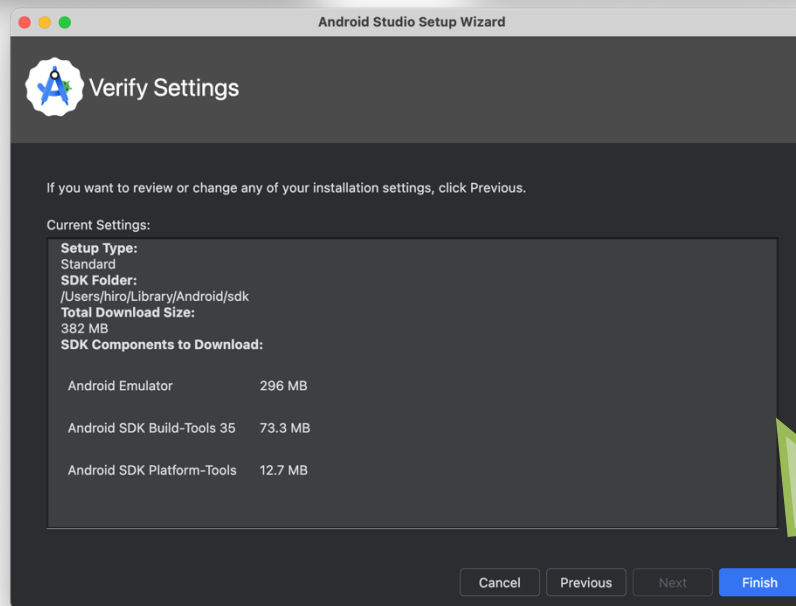 Android Studio Setup Wizard
Verify Settings
If you want to review or change any of your installation settings, click Previous.
Current Settings:
Setup Type:
Standard
SDK Folder:
/Users/hiro/Library/Android/sdk
Total Download Size:
382 MB
SDK Components to Download:
Android Emulator 296 MB
Android SDK Build-Tools 35 73.3 MB
Android SDK Platform-Tools 12.7 MB
Cancel Previous Next Finish